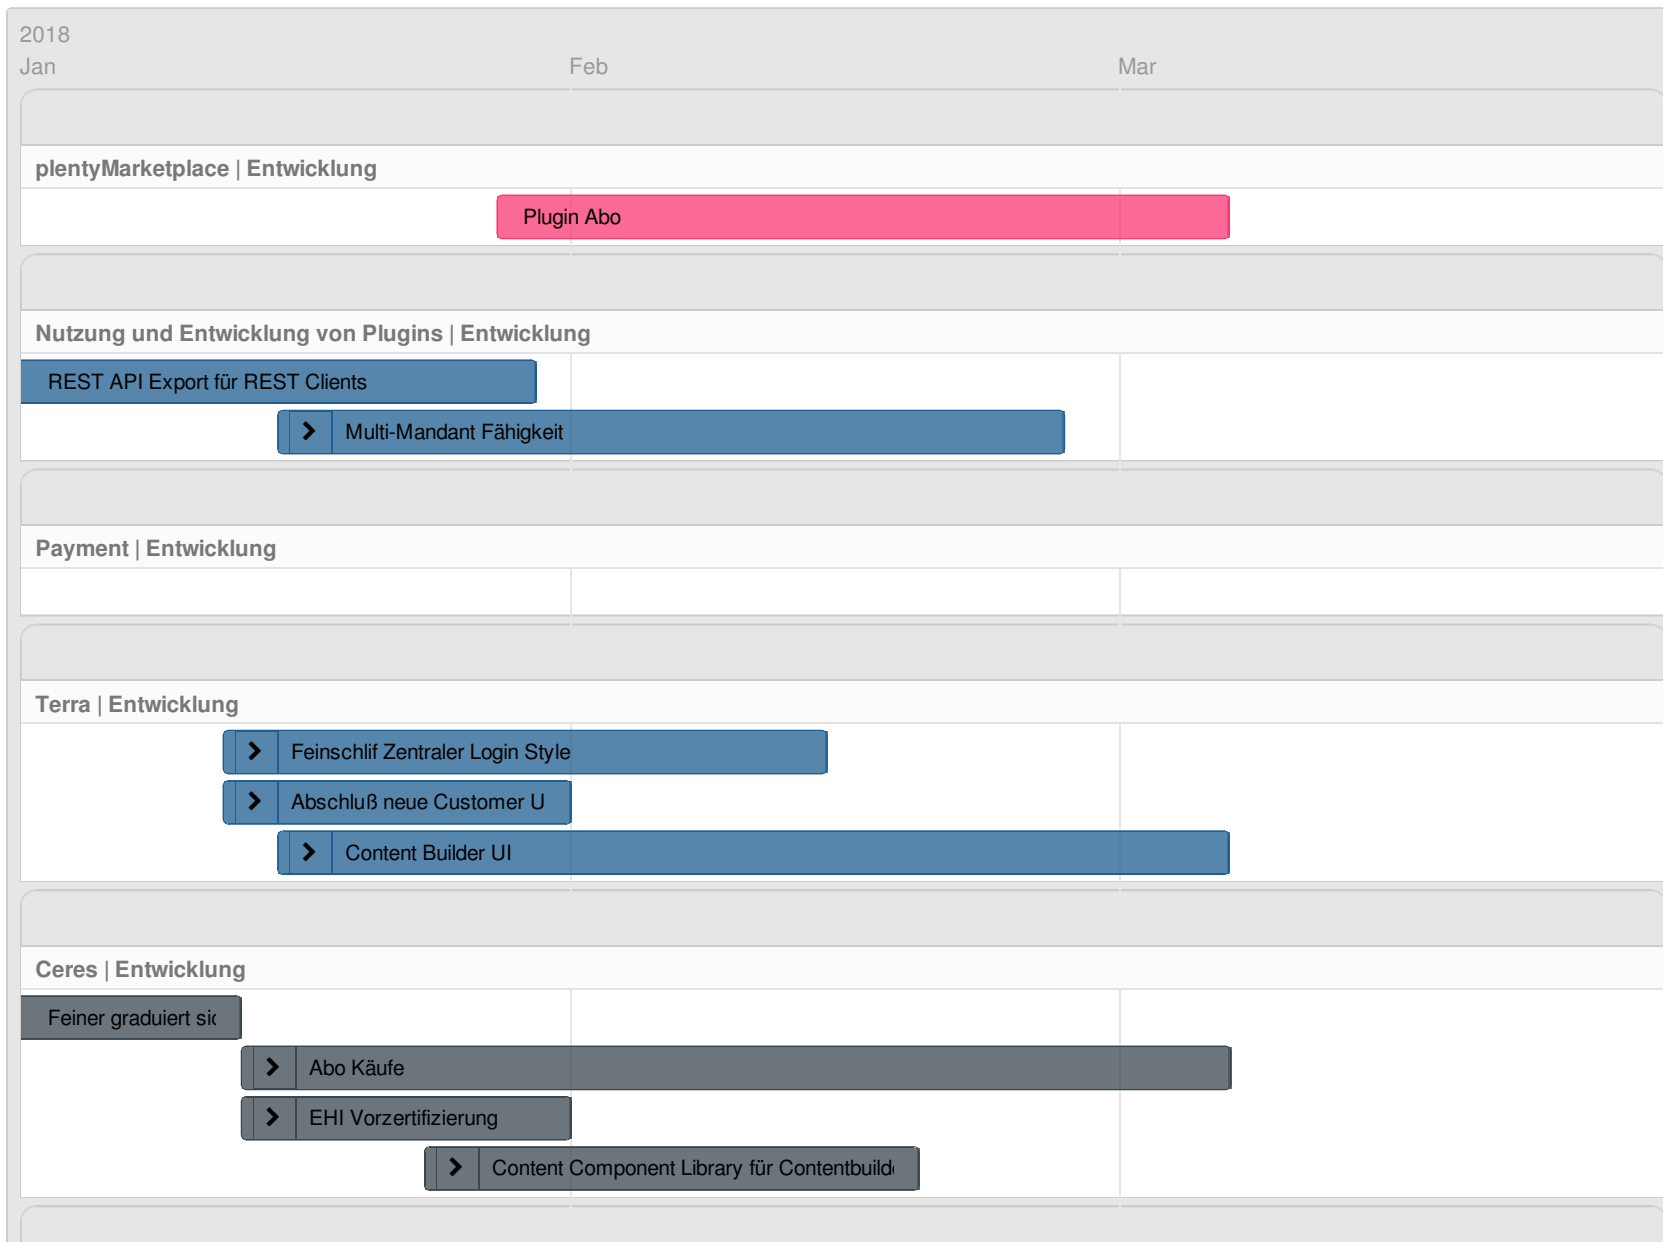 2018
Jan Feb Mar
plentyMarketplace | Entwicklung
Plugin Abo
Nutzung und Entwicklung von Plugins | Entwicklung
REST API Export für REST Clients
Multi-Mandant Fähigkeit
Payment | Entwicklung
Terra | Entwicklung
Feinschlif Zentraler Login Style
Abschluß neue Customer U
Content Builder UI
Ceres | Entwicklung
Feiner graduiert sic
Abo Käufe
EHI Vorzertifizierung
Content Component Library für Contentbuild